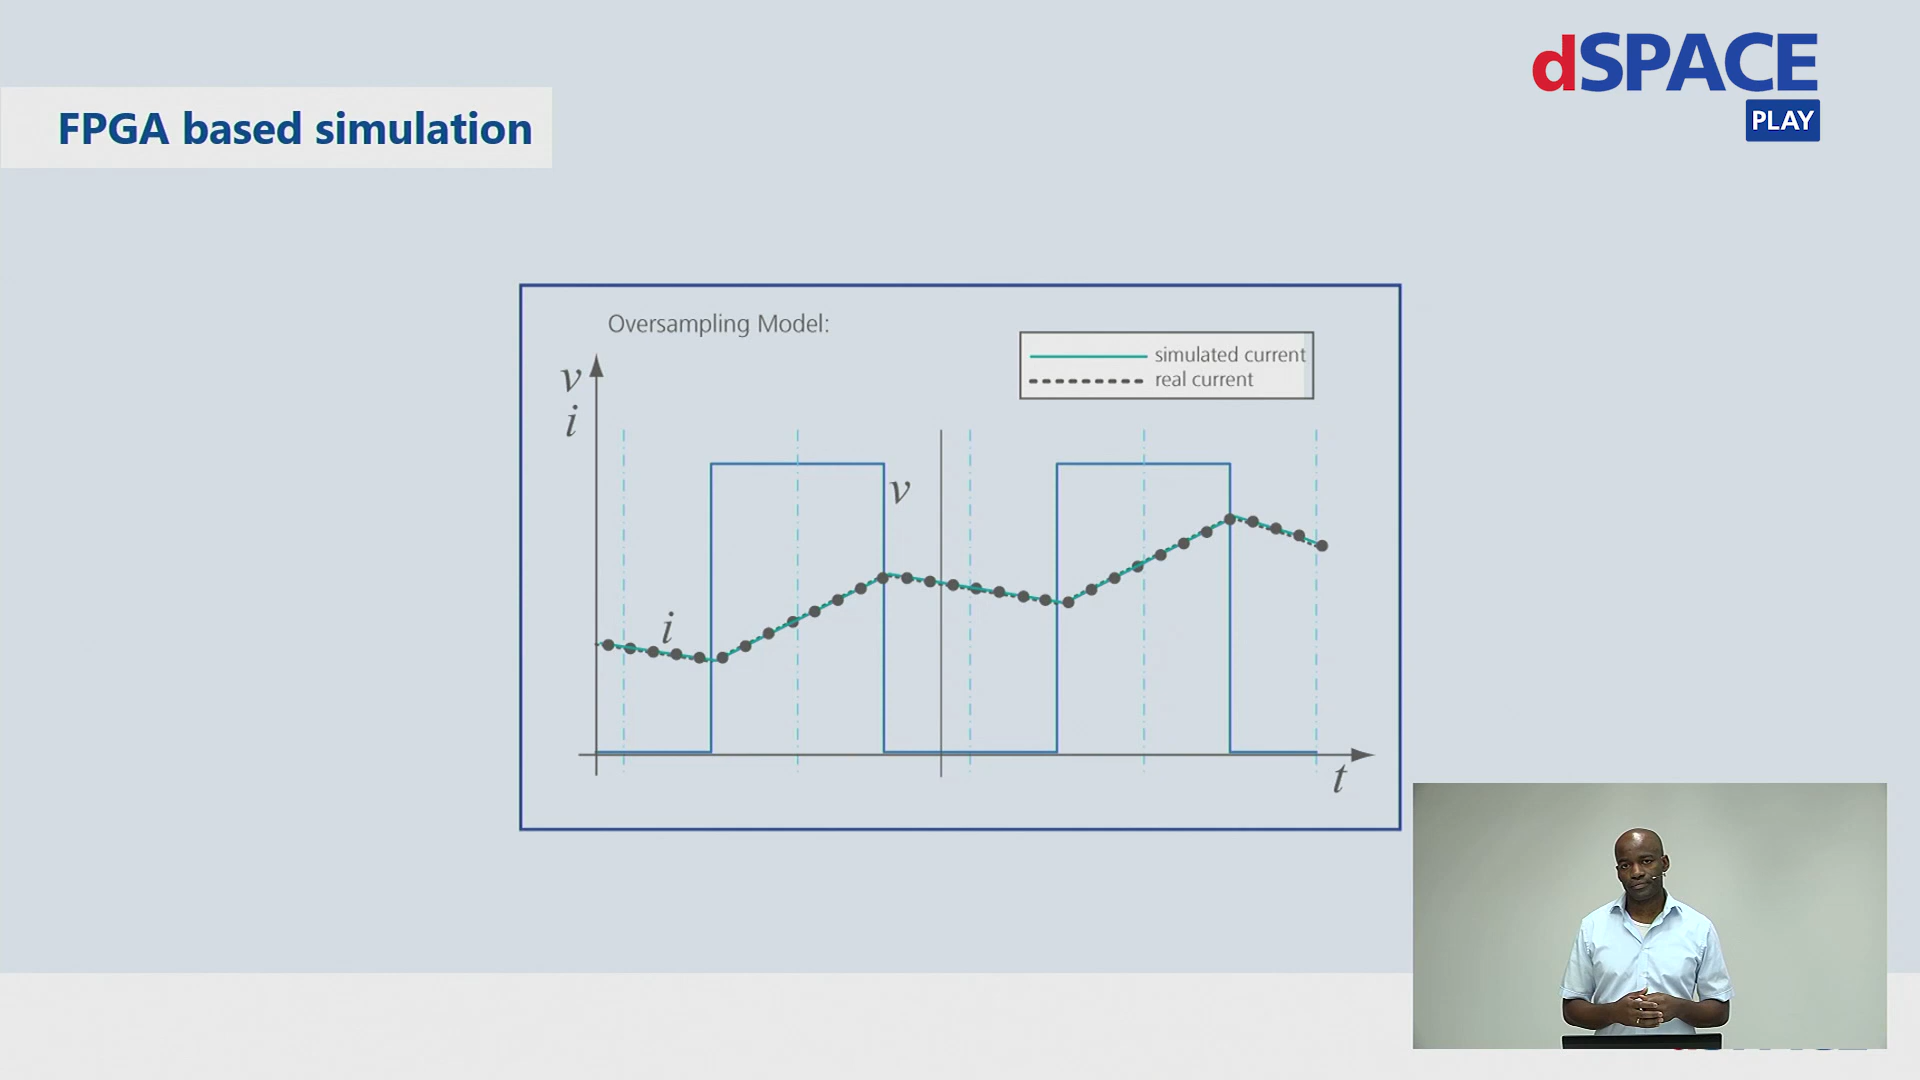 dSPACE
PLAY
FPGA based simulation
Oversampling Model:
simulated current
real current
v
i
v
i
t